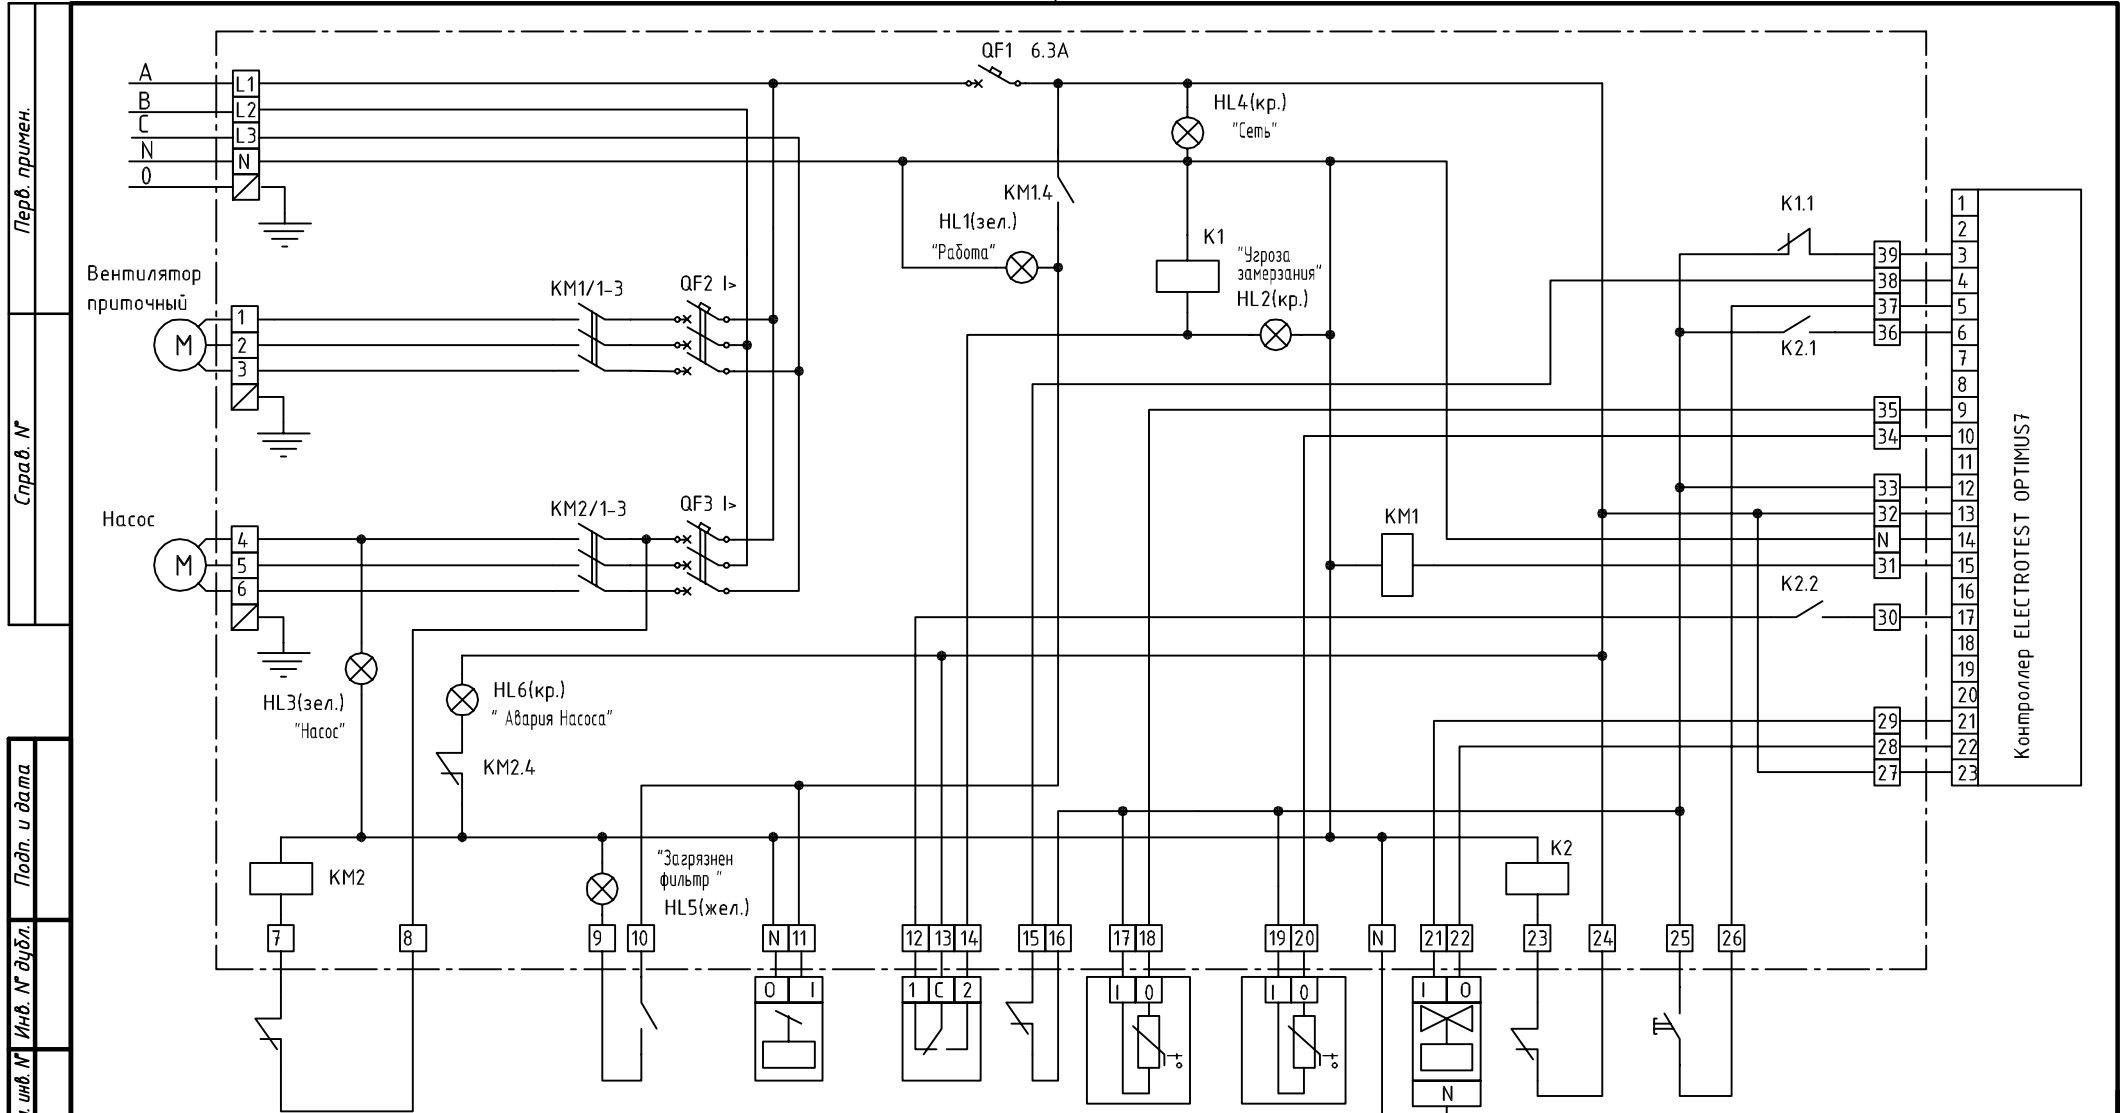 QF1 6.3A
A
B
C
N
0
L1
L2
L3
N
HL4(кр.)
"Сеть"
KM1.4
HL1(зел.)
"Работа"
K1
"Угроза
замерзания"
HL2(кр.)
K1.1
K2.1
Вентилятор
приточный
M
1
2
3
KM1/1-3
QF2 I>
Насос
M
4
5
6
KM2/1-3
QF3 I>
KM1
K2.2
39
38
37
36
35
34
33
32
N
31
30
29
28
27
1
2
3
4
5
6
7
8
9
10
11
12
13
14
15
16
17
18
19
20
21
22
23
Контроллер ELECTROTEST OPTIMUS7
HL3(зел.)
"Насос"
HL6(кр.)
" Авария Насоса"
KM2.4
KM2
"Загрязнен
фильтр "
HL5(жел.)
K2
7
8
9
10
N
11
12
13
14
15
16
17
18
19
20
N
21
22
23
24
25
26
0 I
1 C 2
I 0
t°
I 0
t°
I 0
N
Перв. примен.
Справ. №
Подп. и дата
Инв. № дубл.
инв. №